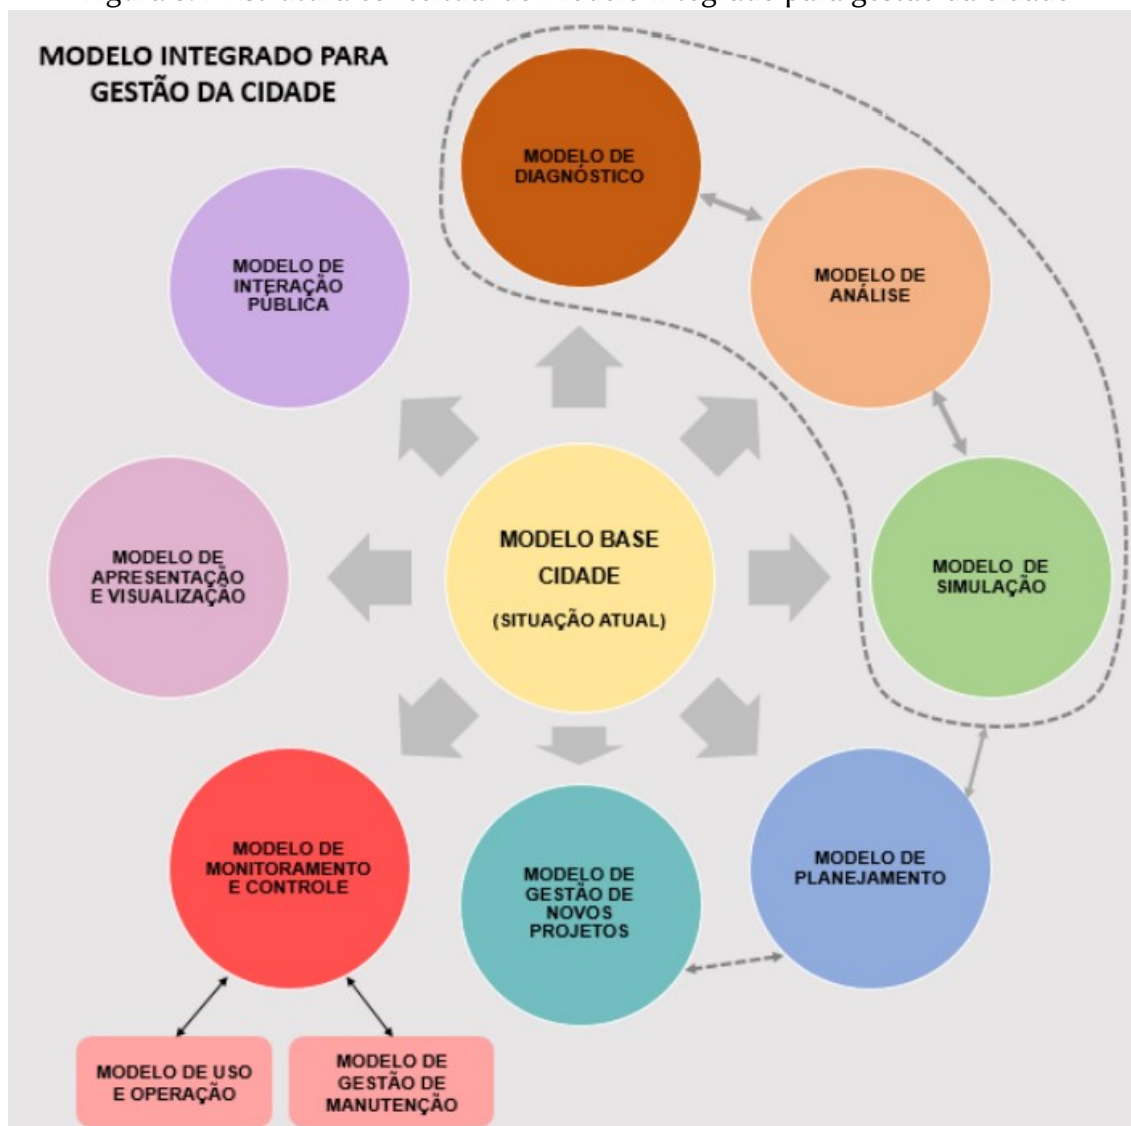 MODELO INTEGRADO PARA
GESTÃO DA CIDADE
MODELO DE
DIAGNÓSTICO
MODELO DE
ANÁLISE
MODELO DE
INTERAÇÃO
PÚBLICA
MODELO BASE
CIDADE
(SITUAÇÃO ATUAL)
MODELO DE
SIMULAÇÃO
MODELO DE
APRESENTAÇÃO
E VISUALIZAÇÃO
MODELO DE
MONITORAMENTO
E CONTROLE
MODELO DE
GESTÃO DE
NOVOS
PROJETOS
MODELO DE
PLANEJAMENTO
MODELO DE USO
E OPERAÇÃO
MODELO DE
GESTÃO DE
MANUTENÇÃO